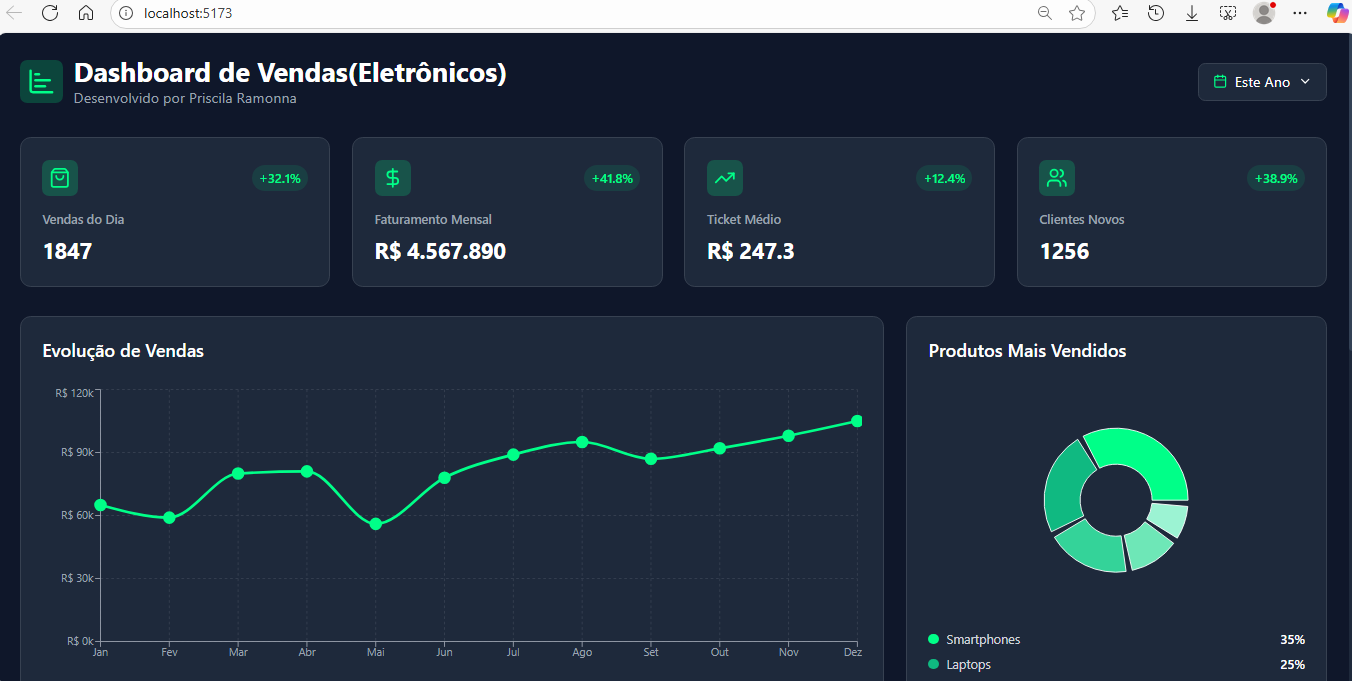 localhost:5173
Dashboard de Vendas(Eletrônicos)
Desenvolvido por Priscila Ramonna
Este Ano
+32.1%
Vendas do Dia
1847
+41.8%
Faturamento Mensal
R$ 4.567.890
+12.4%
Ticket Médio
R$ 247.3
+38.9%
Clientes Novos
1256
Evolução de Vendas
R$ 120k
R$ 90k
R$ 60k
R$ 30k
R$ 0k
Jan Fev Mar Abr Mai Jun Jul Ago Set Out Nov Dez
Produtos Mais Vendidos
Smartphones 35%
Laptops 25%